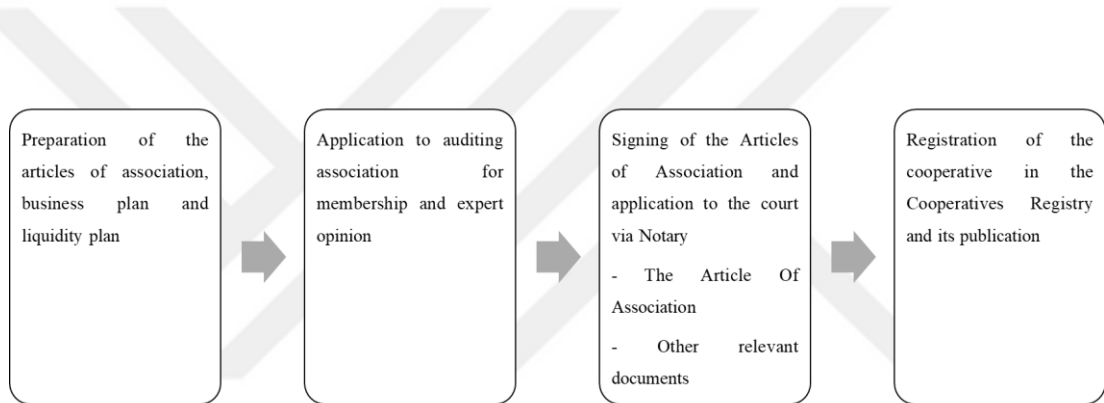 Preparation of the
articles of association,
business plan and
liquidity plan
Application to auditing
association for
membership and expert
opinion
Signing of the Articles
of Association and
application to the court
via Notary
- The Article Of
Association
- Other relevant
documents
Registration of the
cooperative in the
Cooperatives Registry
and its publication